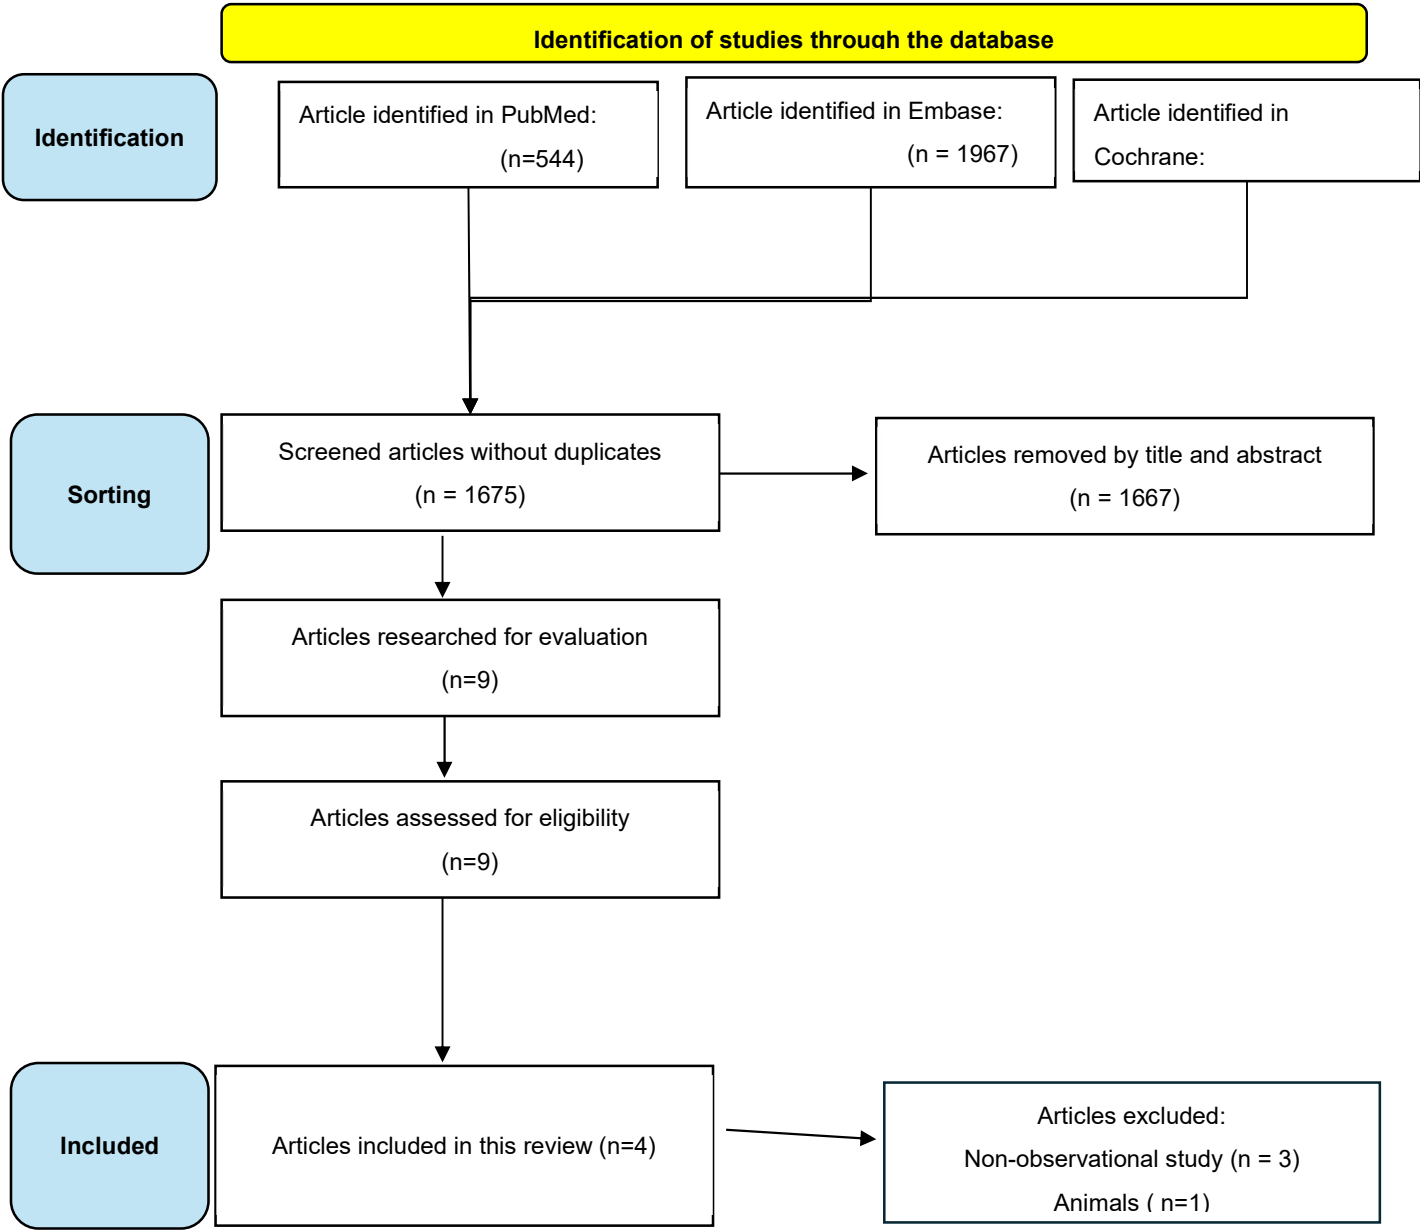 Identification of studies through the database
Identification
Article identified in PubMed:
(n=544)
Article identified in Embase:
(n = 1967)
Article identified in
Cochrane:
Sorting
Screened articles without duplicates
(n = 1675)
Articles removed by title and abstract
(n = 1667)
Articles researched for evaluation
(n=9)
Articles assessed for eligibility
(n=9)
Included
Articles included in this review (n=4)
Articles excluded:
Non-observational study (n = 3)
Animals ( n=1)